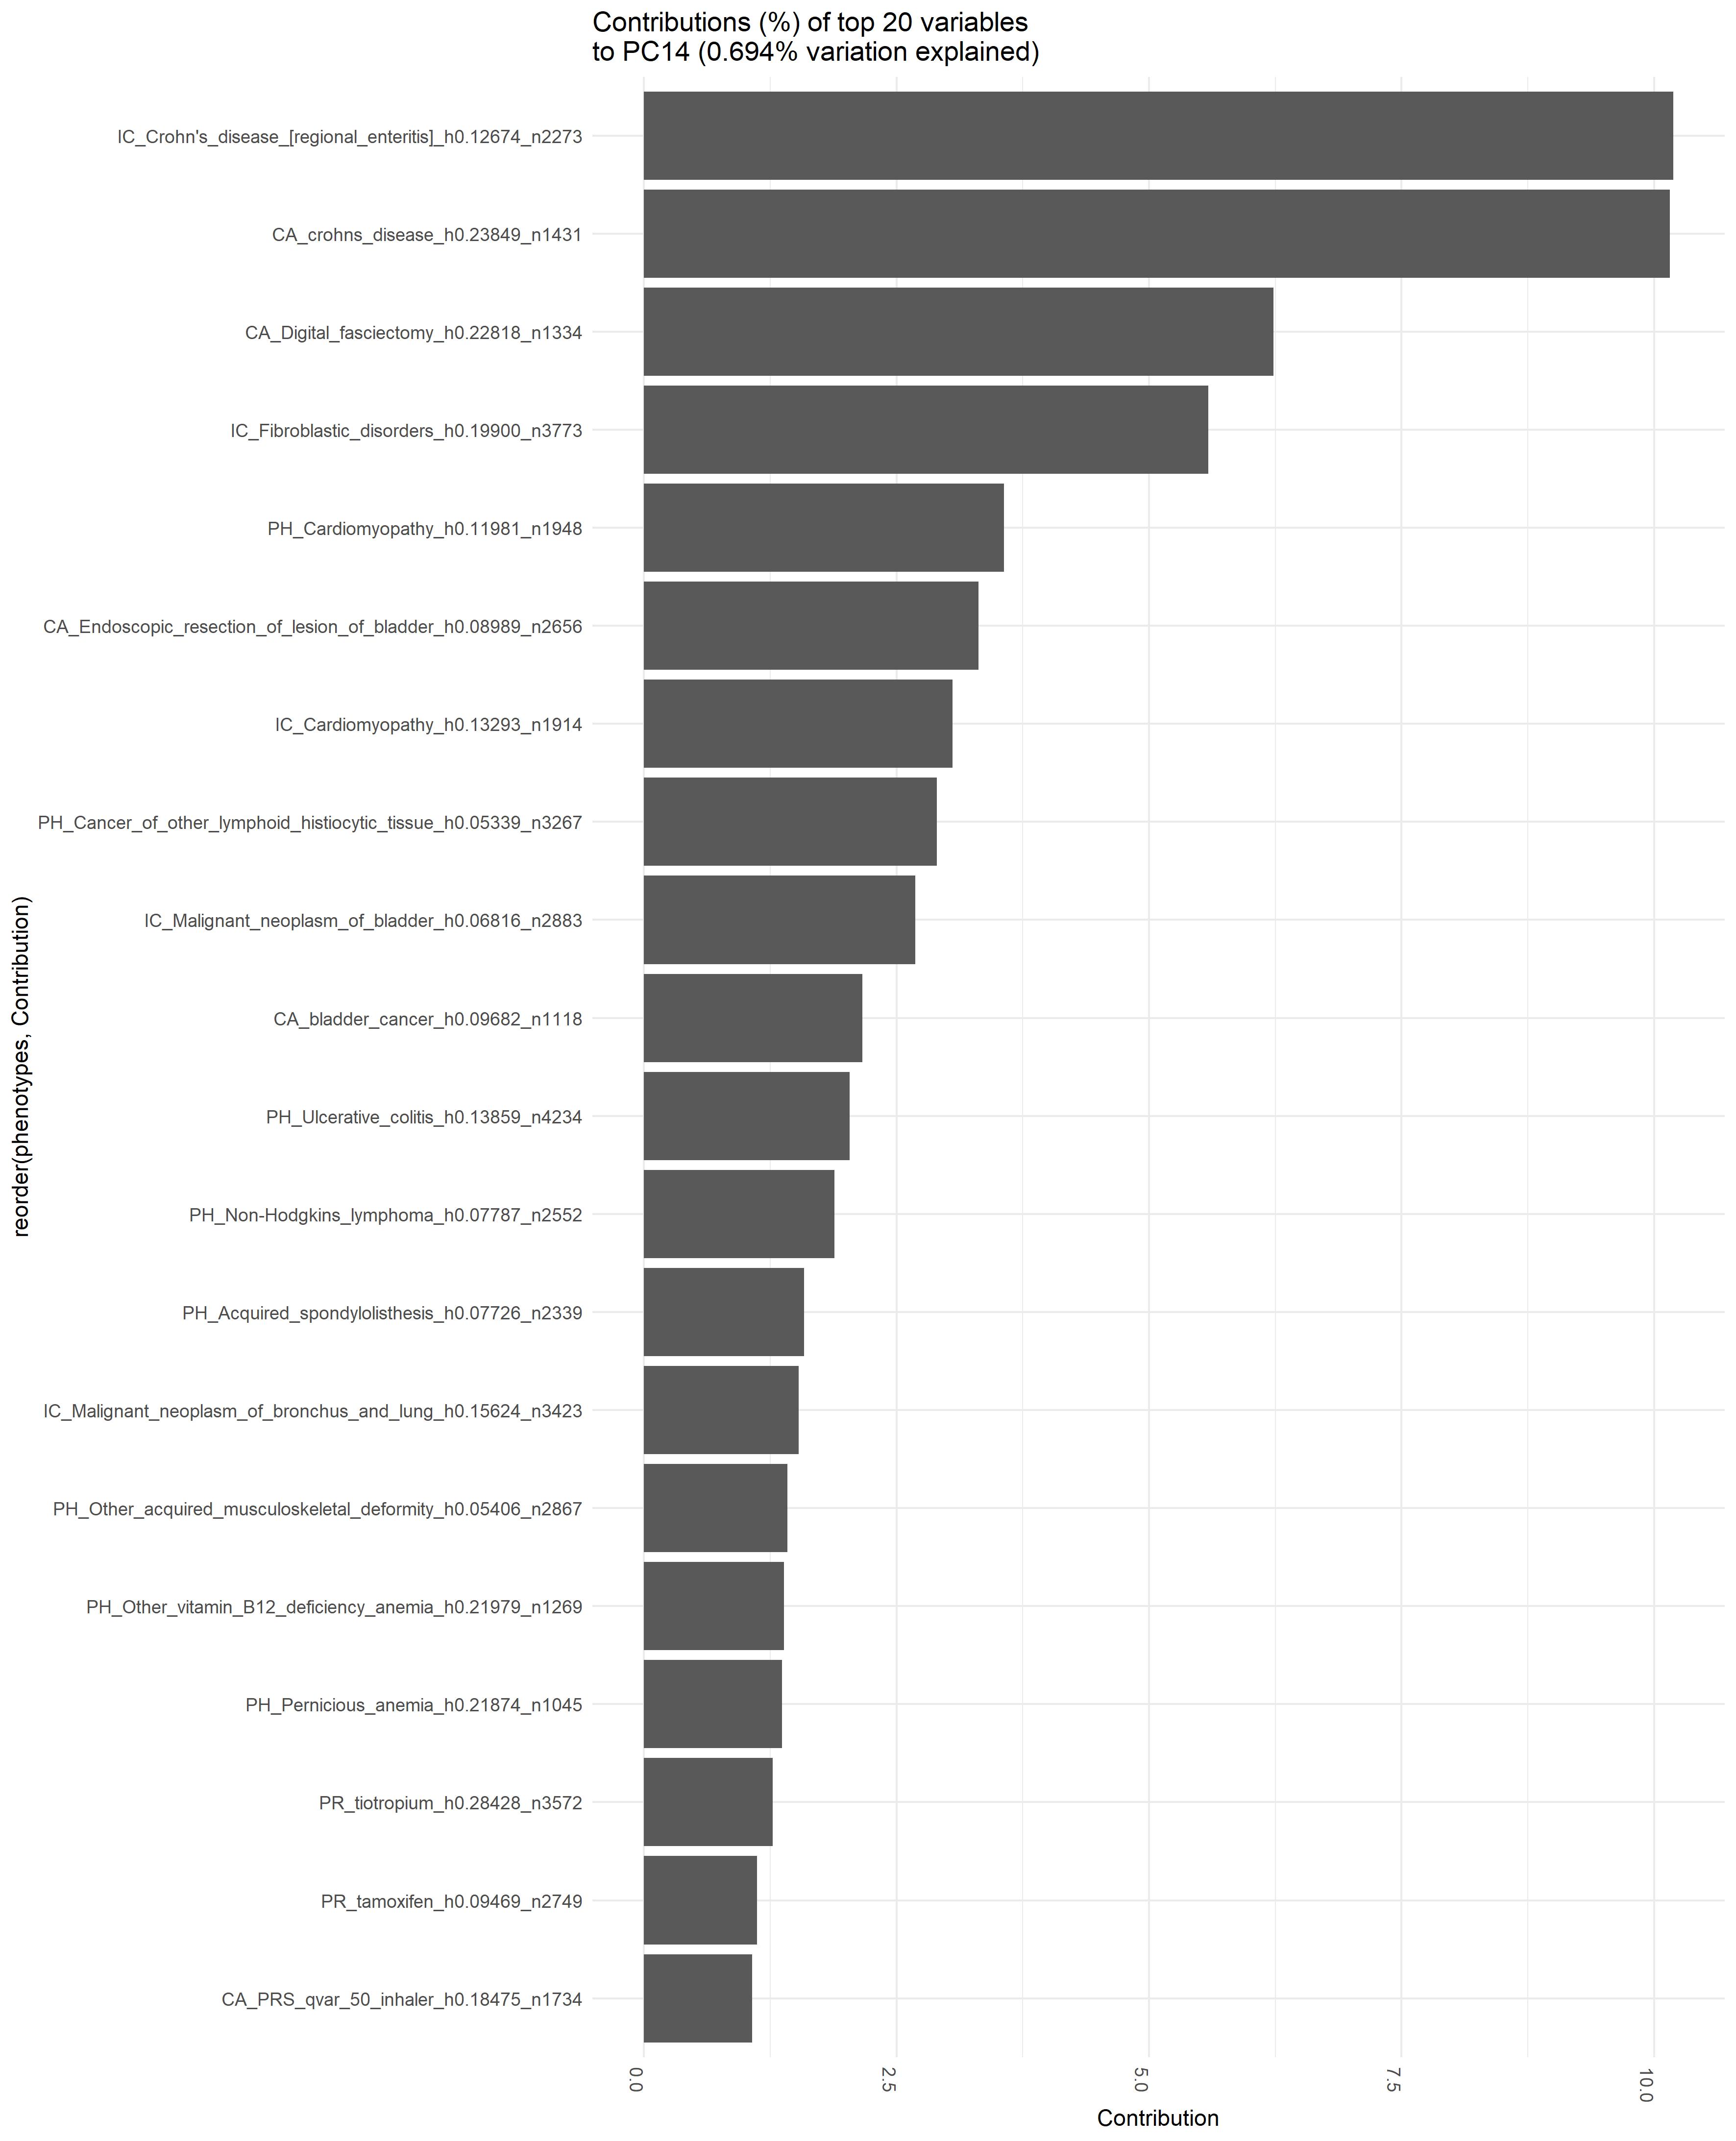 Contributions (%) of top 20 variables
to PC14 (0.694% variation explained)
IC_Crohn's_disease_[regional_enteritis]_h0.12674_n2273
CA_crohns_disease_h0.23849_n1431
CA_Digital_fasciectomy_h0.22818_n1334
IC_Fibroblastic_disorders_h0.19900_n3773
PH_Cardiomyopathy_h0.11981_n1948
CA_Endoscopic_resection_of_lesion_of_bladder_h0.08989_n2656
IC_Cardiomyopathy_h0.13293_n1914
PH_Cancer_of_other_lymphoid_histiocytic_tissue_h0.05339_n3267
IC_Malignant_neoplasm_of_bladder_h0.06816_n2883
CA_bladder_cancer_h0.09682_n1118
PH_Ulcerative_colitis_h0.13859_n4234
PH_Non-Hodgkins_lymphoma_h0.07787_n2552
PH_Acquired_spondylolisthesis_h0.07726_n2339
IC_Malignant_neoplasm_of_bronchus_and_lung_h0.15624_n3423
PH_Other_acquired_musculoskeletal_deformity_h0.05406_n2867
PH_Other_vitamin_B12_deficiency_anemia_h0.21979_n1269
PH_Pernicious_anemia_h0.21874_n1045
PR_tiotropium_h0.28428_n3572
PR_tamoxifen_h0.09469_n2749
CA_PRS_qvar_50_inhaler_h0.18475_n1734
reorder(phenotypes, Contribution)
0.0
2.5
5.0
7.5
10.0
Contribution